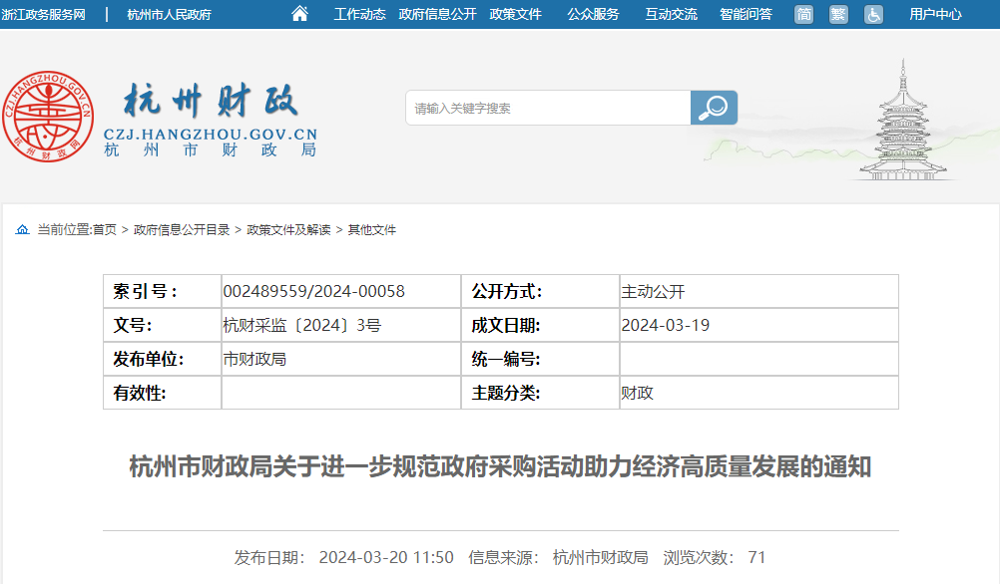 浙江政务服务网 | 杭州市人民政府 工作动态 政府信息公开 政策文件 公众服务 互动交流 智能问答 简 繁 用户中心
CZJ.HANGZHOU.GOV.CN
杭州财政网
杭州财政
CZJ.HANGZHOU.GOV.CN
杭州市财政局
请输入关键字搜索
当前位置:首页 > 政府信息公开目录 > 政策文件及解读 > 其他文件
索引号: 002489559/2024-00058 公开方式: 主动公开
文号: 杭财采监〔2024〕3号 成文日期: 2024-03-19
发布单位: 市财政局 统一编号:
有效性: 主题分类: 财政
杭州市财政局关于进一步规范政府采购活动助力经济高质量发展的通知
发布日期: 2024-03-20 11:50 信息来源: 杭州市财政局 浏览次数: 71